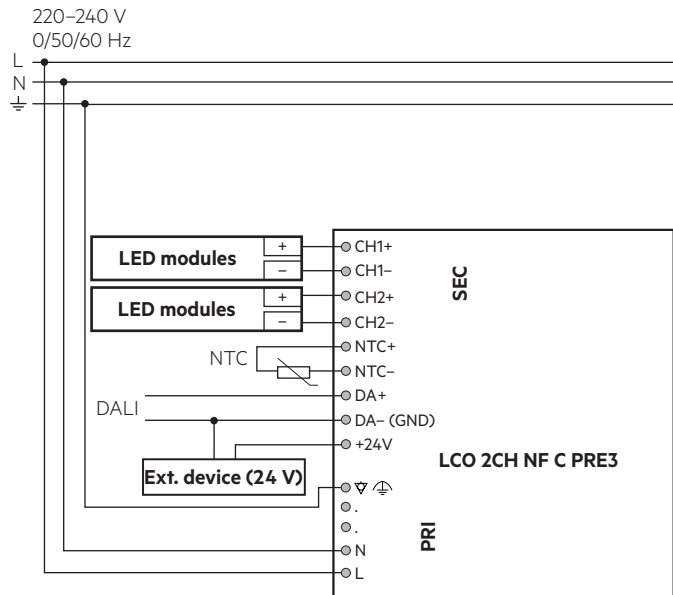 220–240 V
0/50/60 Hz
L
N
LED modules + CH1+
– CH1–
LED modules + CH2+
– CH2–
SEC
NTC NTC+
NTC–
DALI DA+
DA– (GND)
+24V
Ext. device (24 V)
LCO 2CH NF C PRE3
.
.
PRI
N
L